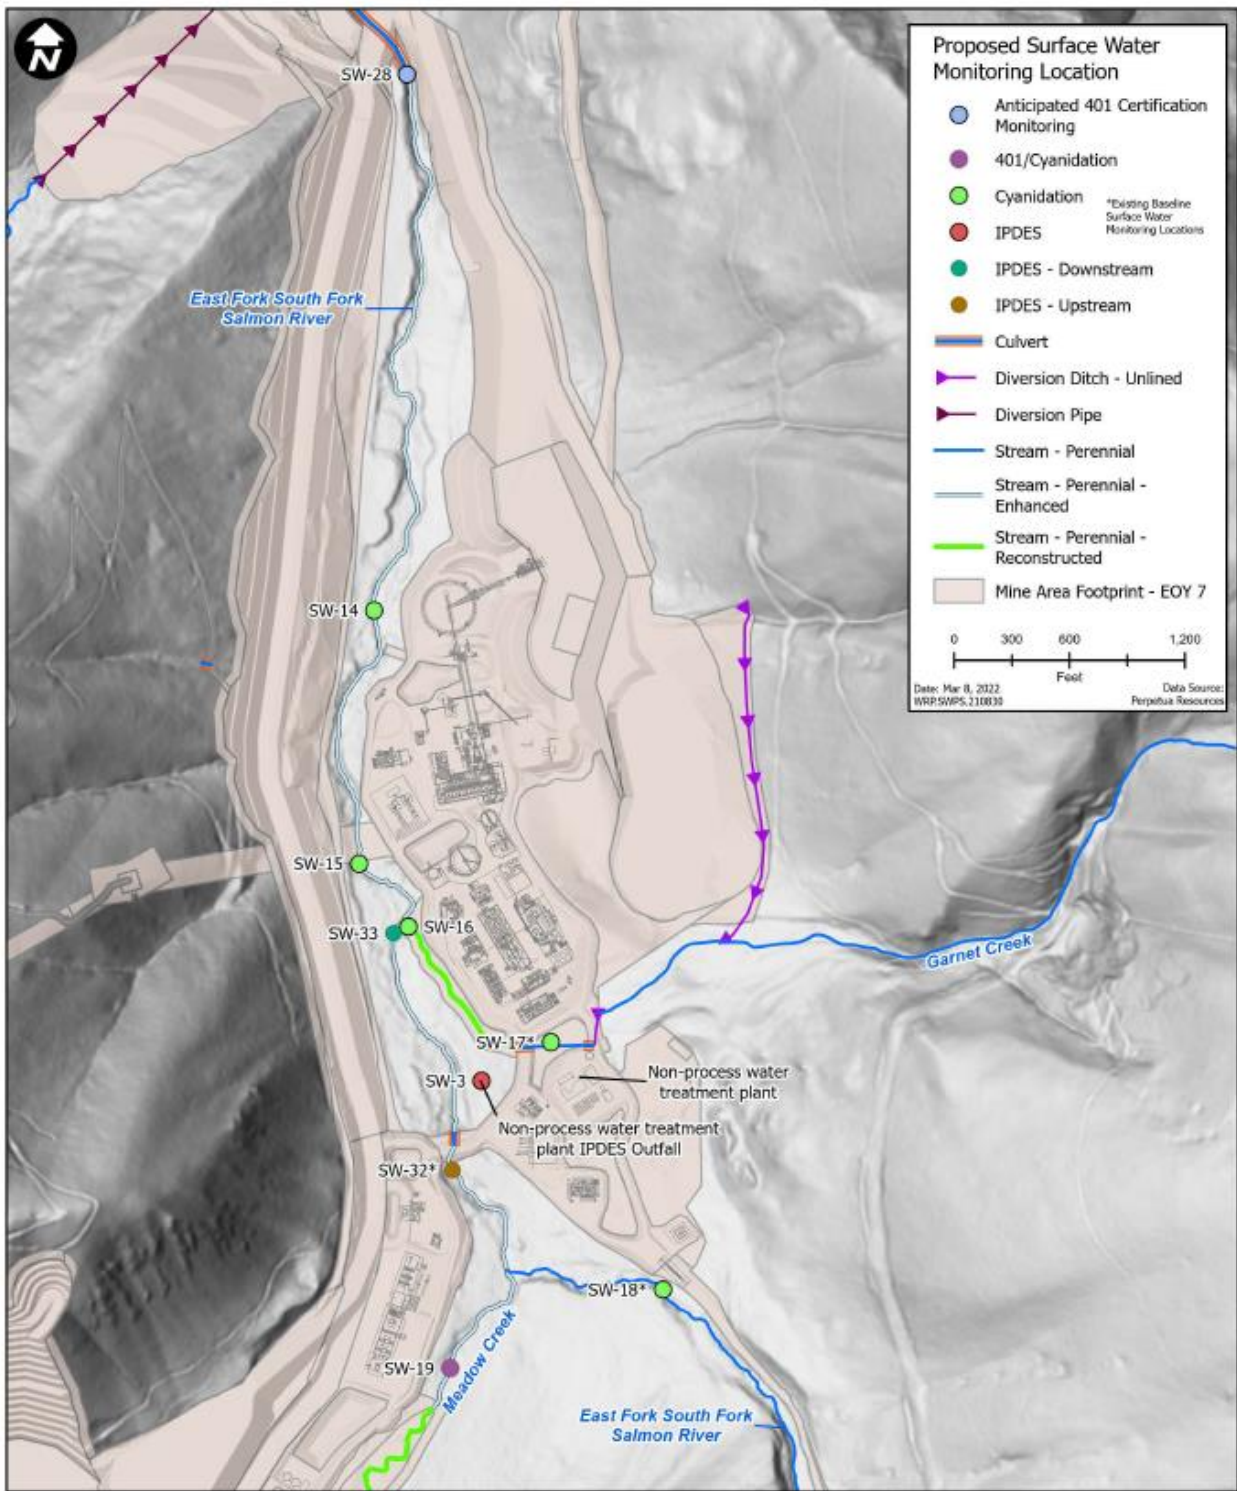 N
Proposed Surface Water
Monitoring Location
Anticipated 401 Certification
Monitoring
401/Cyanidation
Cyanidation
*Existing Baseline
Surface Water
Monitoring Locations
IPDES
IPDES - Downstream
IPDES - Upstream
Culvert
Diversion Ditch - Unlined
Diversion Pipe
Stream - Perennial
Stream - Perennial -
Enhanced
Stream - Perennial -
Reconstructed
Mine Area Footprint - EOY 7
0 300 600 1,200
Feet
Date: Mar 8, 2022
WRP.SWPS.210830
Data Source:
Perpetua Resources
SW-28
East Fork South Fork
Salmon River
SW-14
SW-15
SW-16
SW-33
Garnet Creek
SW-17*
SW-3
Non-process water
treatment plant
Non-process water treatment
plant IPDES Outfall
SW-32*
SW-18*
SW-19
Meadow Creek
East Fork South Fork
Salmon River